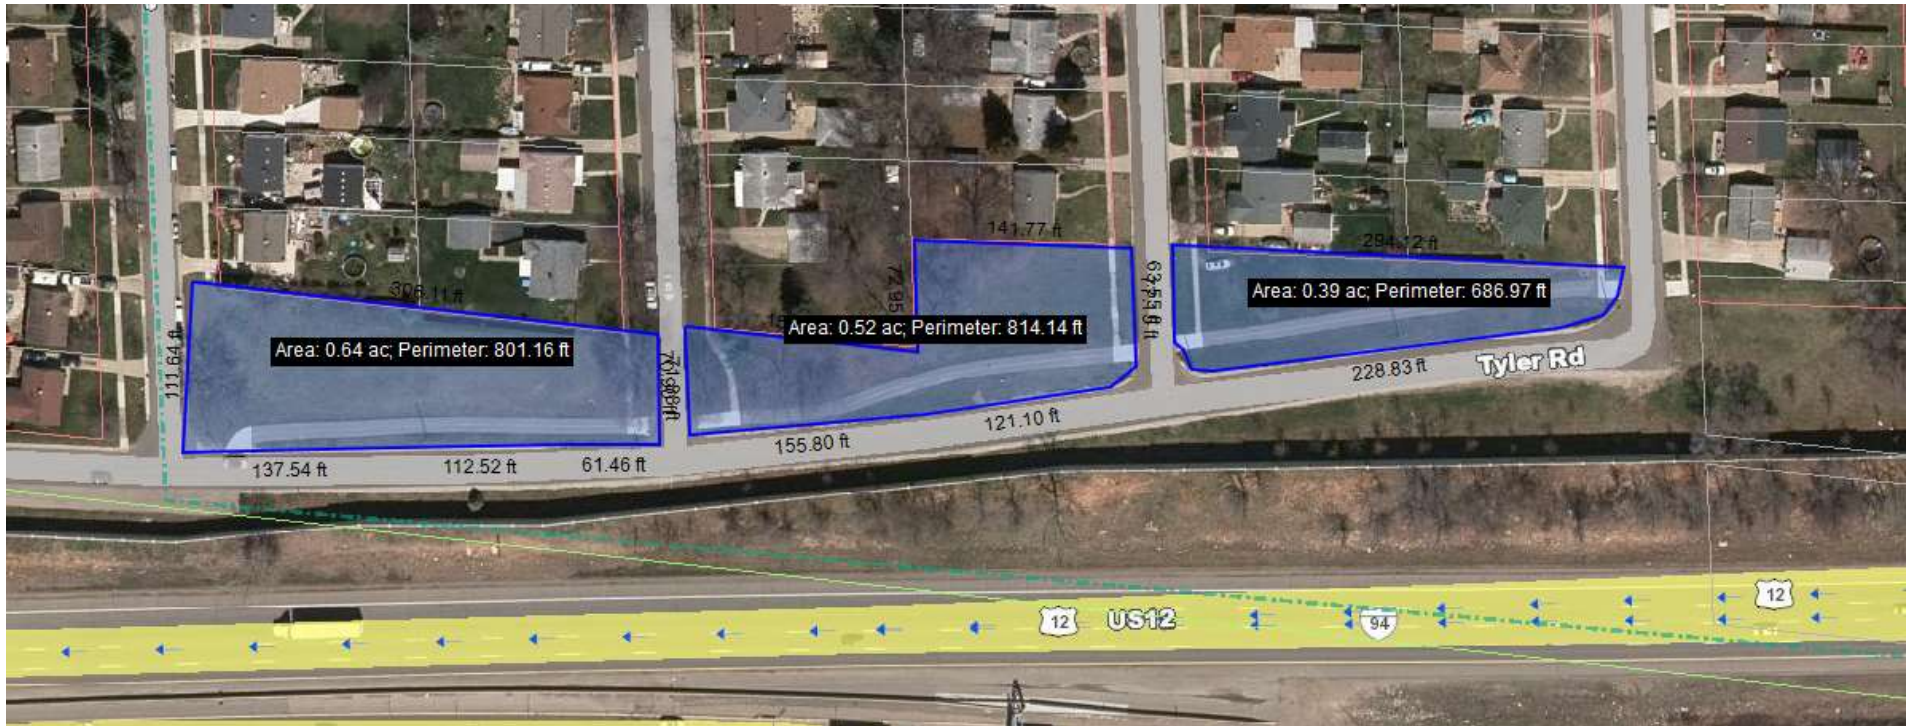 141.77 ft
294.12 ft
306.11 ft
72.95
Area: 0.39 ac; Perimeter: 686.97 ft
Area: 0.52 ac; Perimeter: 814.14 ft
Area: 0.64 ac; Perimeter: 801.16 ft
111.64 ft
Tyler Rd
228.83 ft
121.10 ft
155.80 ft
137.54 ft
112.52 ft
61.46 ft
12
12
US12
94